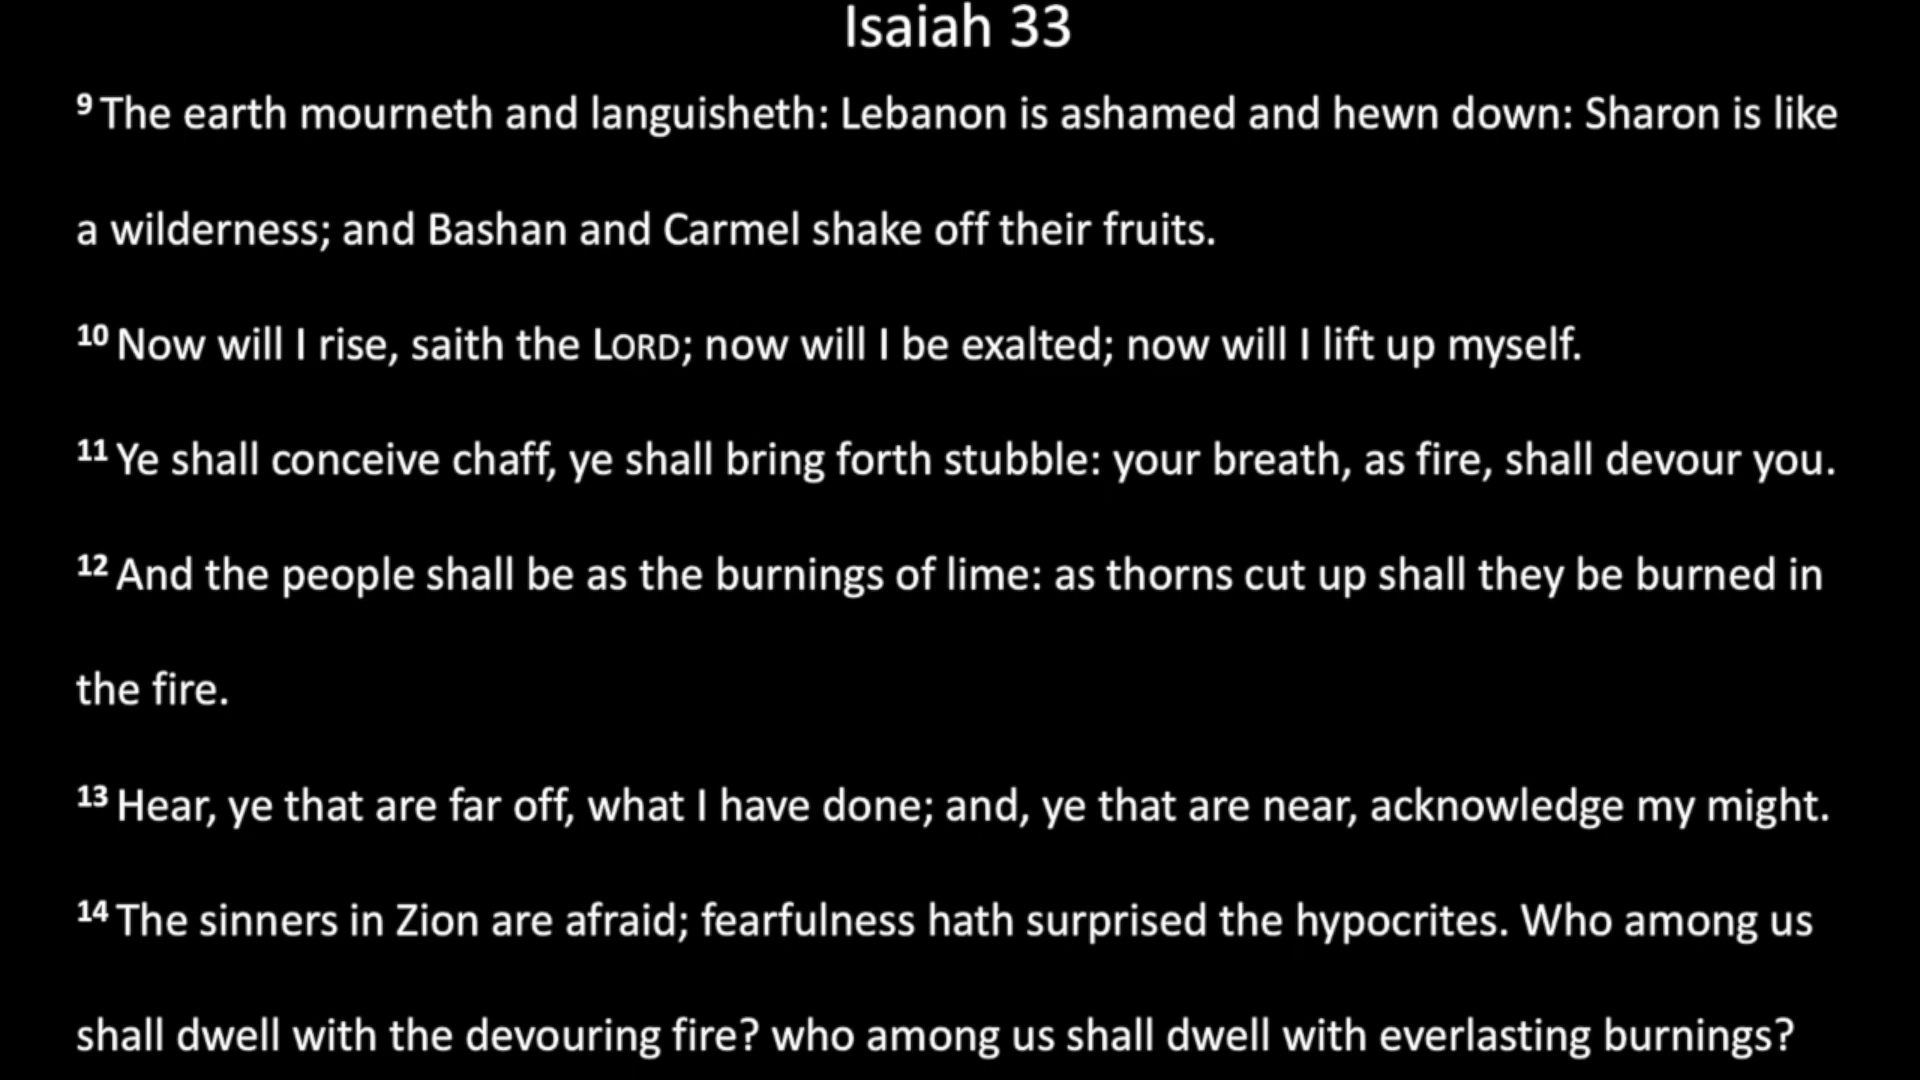 Isaiah 33
9 The earth mourneth and languisheth: Lebanon is ashamed and hewn down: Sharon is like
a wilderness; and Bashan and Carmel shake off their fruits.
10 Now will I rise, saith the LORD; now will I be exalted; now will I lift up myself.
11 Ye shall conceive chaff, ye shall bring forth stubble: your breath, as fire, shall devour you.
12 And the people shall be as the burnings of lime: as thorns cut up shall they be burned in
the fire.
13 Hear, ye that are far off, what I have done; and, ye that are near, acknowledge my might.
14 The sinners in Zion are afraid; fearfulness hath surprised the hypocrites. Who among us
shall dwell with the devouring fire? who among us shall dwell with everlasting burnings?